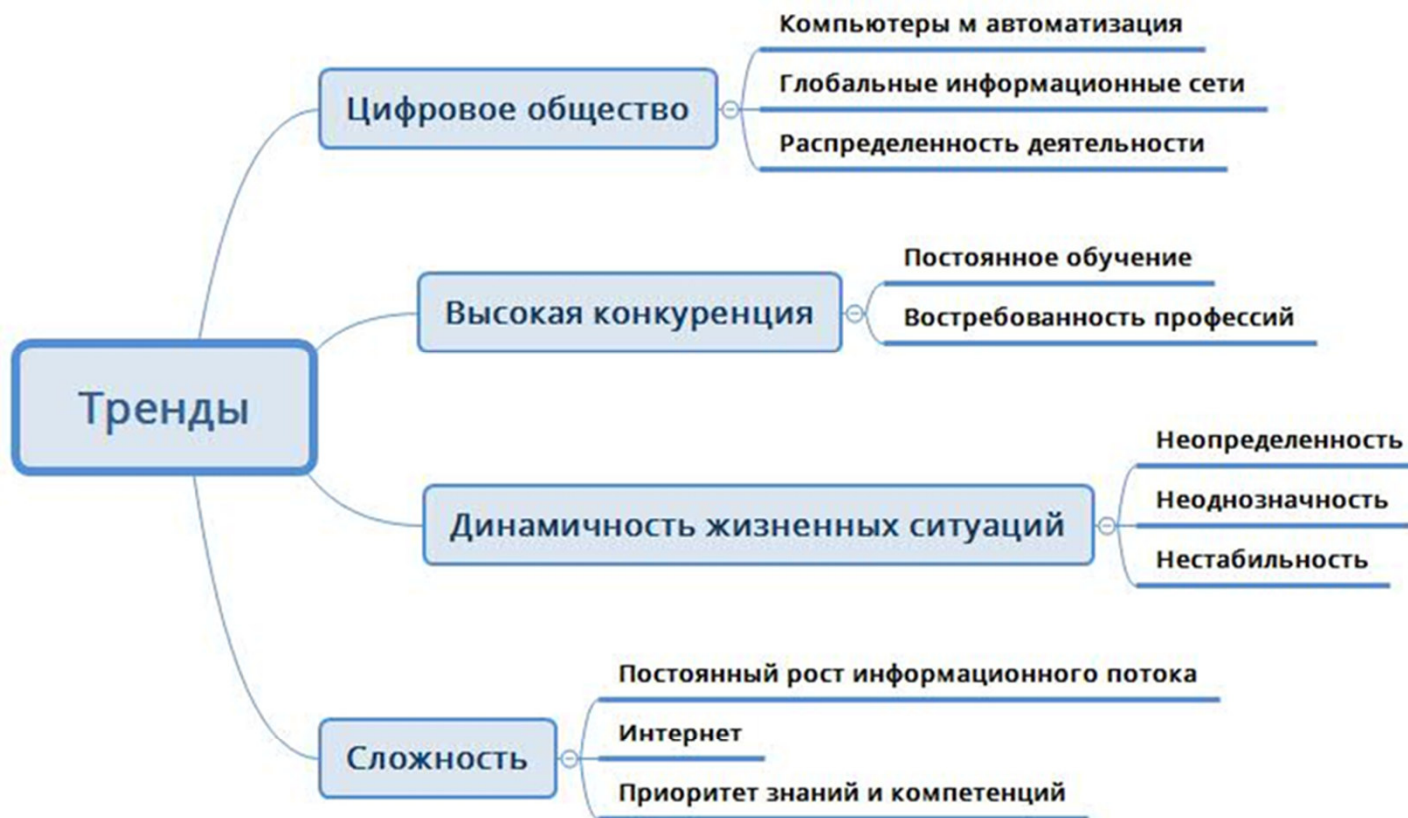 Тренды
Цифровое общество
Компьютеры м автоматизация
Глобальные информационные сети
Распределенность деятельности
Высокая конкуренция
Постоянное обучение
Востребованность профессий
Динамичность жизненных ситуаций
Неопределенность
Неоднозначность
Нестабильность
Сложность
Постоянный рост информационного потока
Интернет
Приоритет знаний и компетенций